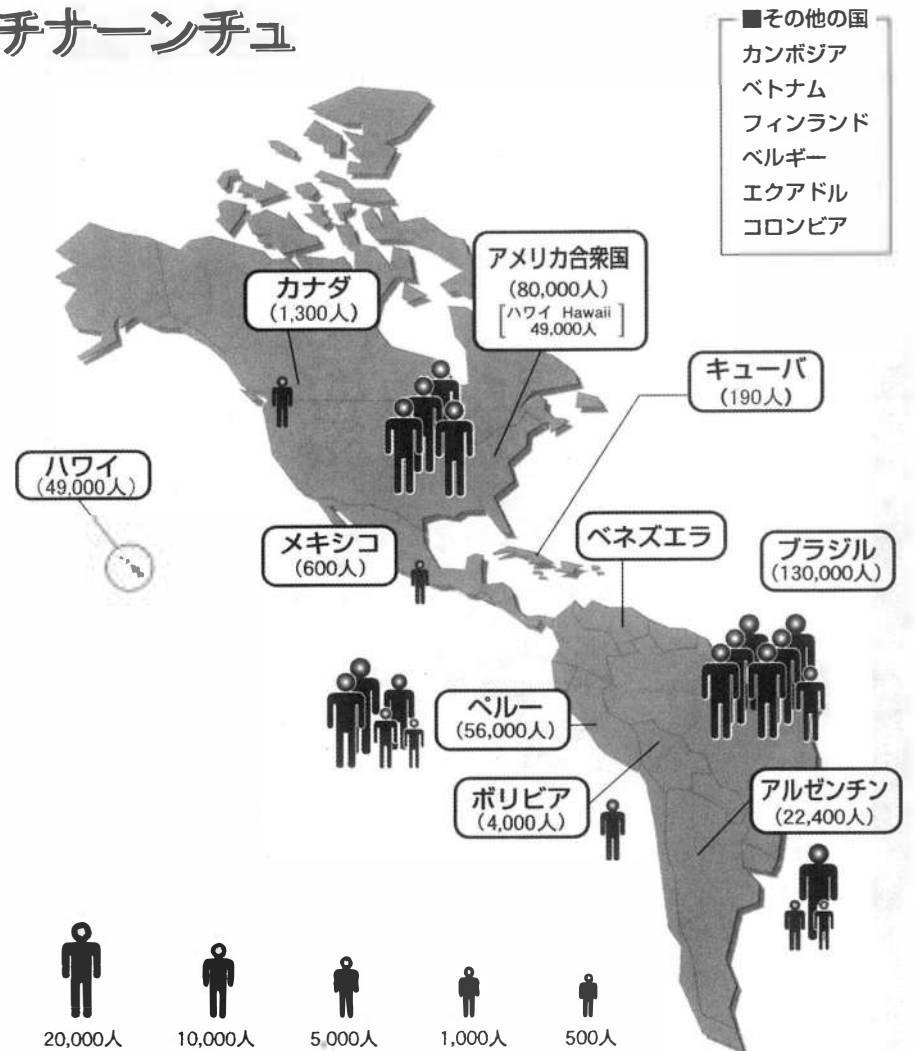 チナーンチュ
■その他の国
カンボジア
ベトナム
フィンランド
ベルギー
エクアドル
コロンビア
カナダ
(1,300人)
アメリカ合衆国
(80,000人)
[ハワイ Hawaii
49,000人]
キューバ
(190人)
ハワイ
(49,000人)
メキシコ
(600人)
ベネズエラ
ブラジル
(130,000人)
ペルー
(56,000人)
ボリビア
(4,000人)
アルゼンチン
(22,400人)
20,000人
10,000人
5,000人
1,000人
500人